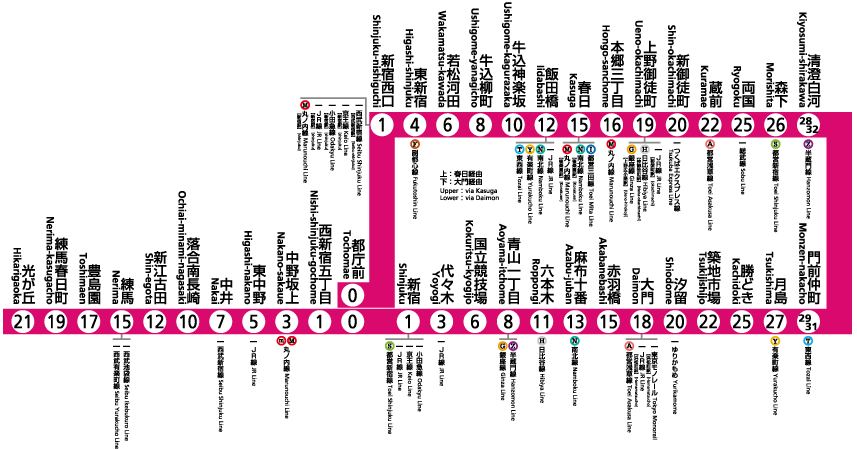 新宿西口
Shinjuku-nishiguchi
1
東新宿
Higashi-shinjuku
4
F 副都心線 Fukutoshin Line
若松河田
Wakamatsu-kawada
6
牛込柳町
Ushigome-yanagicho
8
牛込神楽坂
Ushigome-kagurazaka
10
飯田橋
Iidabashi
12
T 東西線 Tozai Line
Y 有楽町線 Yurakucho Line
N 南北線 Namboku Line
JR線 JR Line
春日
Kasuga
15
M 丸ノ内線 Marunouchi Line
N 南北線 Namboku Line
I 都営三田線 Toei Mita Line
本郷三丁目
Hongo-sanchome
16
M 丸ノ内線 Marunouchi Line
上野御徒町
Ueno-okachimachi
19
G 銀座線 Ginza Line
H 日比谷線 Hibiya Line
JR線 JR Line
新御徒町
Shin-okachimachi
20
つくばエクスプレス線
Tsukuba Express Line
蔵前
Kuramae
22
A 都営浅草線 Toei Asakusa Line
両国
Ryogoku
25
総武線 Sobu Line
森下
Morishita
26
S 都営新宿線 Toei Shinjuku Line
清澄白河
Kiyosumi-shirakawa
28/32
Z 半蔵門線 Hanzomon Line
M 丸ノ内線 Marunouchi Line
JR線 JR Line
小田急線 Odakyu Line
京王線 Keio Line
西武新宿線 Seibu Shinjuku Line
上：春日経由
下：大門経由
Upper : via Kasuga
Lower : via Daimon
光が丘
Hikarigaoka
21
練馬春日町
Nerima-kasugacho
19
豊島園
Toshimaen
17
練馬
Nerima
15
西武有楽町線 Seibu Yurakucho Line
西武池袋線 Seibu Ikebukuro Line
新江古田
Shin-egota
12
落合南長崎
Ochiai-minami-nagasaki
10
中井
Nakai
7
西武新宿線 Seibu Shinjuku Line
東中野
Higashi-nakano
5
JR線 JR Line
中野坂上
Nakano-sakaue
3
m M 丸ノ内線 Marunouchi Line
西新宿五丁目
Nishi-shinjuku-gochome
1
都庁前
Tochomae
0
0
新宿
Shinjuku
1
S 都営新宿線 Toei Shinjuku Line
JR線 JR Line
京王線 Keio Line
小田急線 Odakyu Line
代々木
Yoyogi
3
JR線 JR Line
国立競技場
Kokuritsu-kyogijo
6
青山一丁目
Aoyama-itchome
8
G 銀座線 Ginza Line
Z 半蔵門線 Hanzomon Line
六本木
Roppongi
11
H 日比谷線 Hibiya Line
麻布十番
Azabu-juban
13
N 南北線 Namboku Line
赤羽橋
Akabanebashi
15
大門
Daimon
18
A 都営浅草線 Toei Asakusa Line
JR線 JR Line
東京モノレール Tokyo Monorail
汐留
Shiodome
20
ゆりかもめ Yurikamome
築地市場
Tsukijishijo
22
勝どき
Kachidoki
25
月島
Tsukishima
27
Y 有楽町線 Yurakucho Line
門前仲町
Monzen-nakacho
29/31
T 東西線 Tozai Line